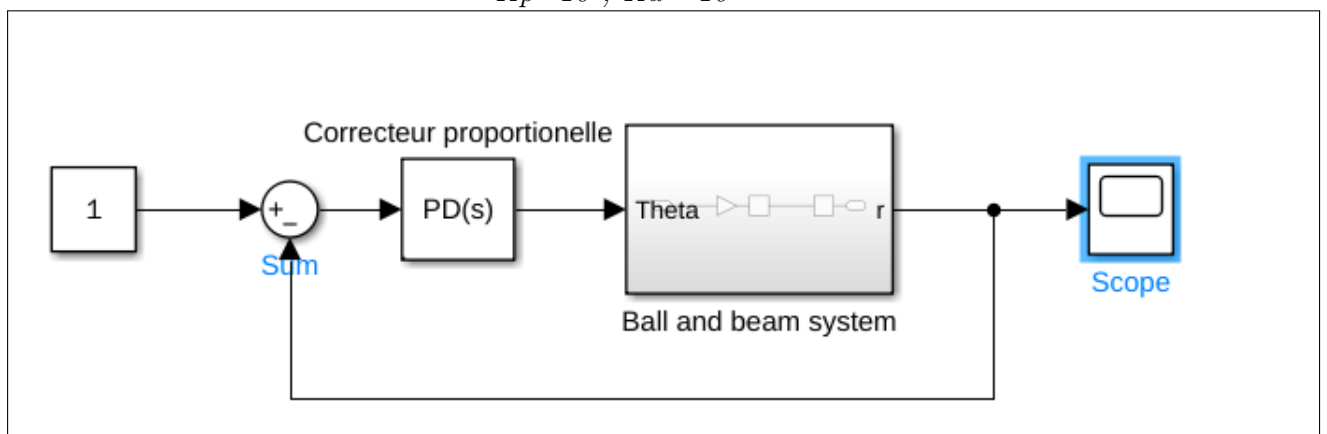 Correcteur proportionelle
1
+
_
PD(s)
Theta
r
Sum
Scope
Ball and beam system